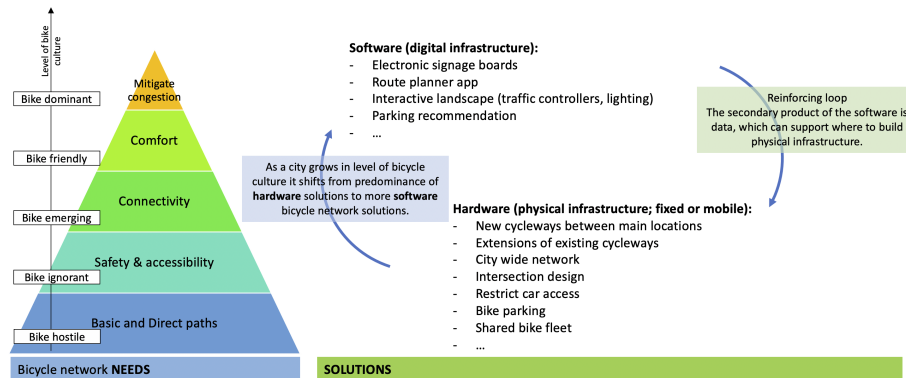 Level of bike
culture
Bike dominant
Bike friendly
Bike emerging
Bike ignorant
Bike hostile
Mitigate
congestion
Comfort
Connectivity
Safety & accessibility
Basic and Direct paths
Bicycle network NEEDS
Software (digital infrastructure):
- Electronic signage boards
- Route planner app
- Interactive landscape (traffic controllers, lighting)
- Parking recommendation
- ...
As a city grows in level of bicycle
culture it shifts from predominance of
hardware solutions to more software
bicycle network solutions.
Reinforcing loop
The secondary product of the software is
data, which can support where to build
physical infrastructure.
Hardware (physical infrastructure; fixed or mobile):
- New cycleways between main locations
- Extensions of existing cycleways
- City wide network
- Intersection design
- Restrict car access
- Bike parking
- Shared bike fleet
- ...
SOLUTIONS